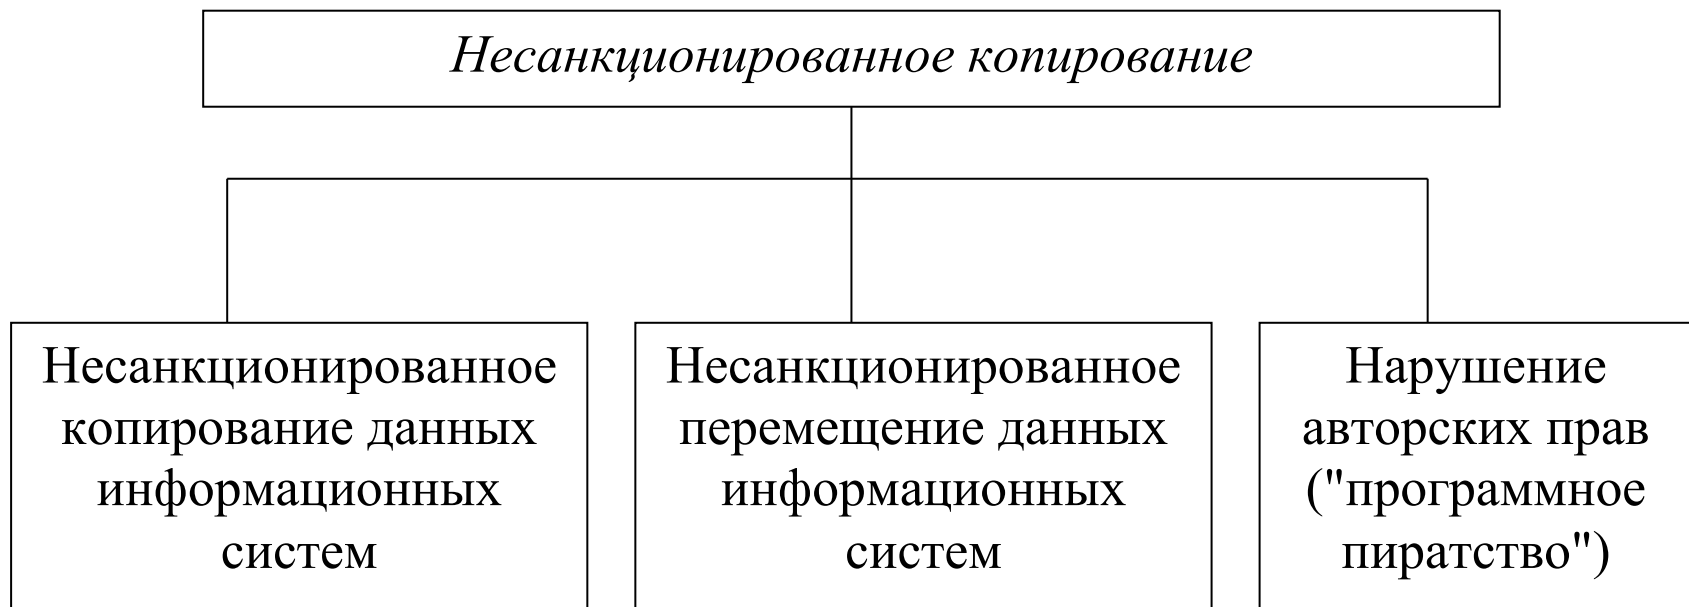 Несанкционированное копирование
Несанкционированное
копирование данных
информационных
систем
Несанкционированное
перемещение данных
информационных
систем
Нарушение
авторских прав
("программное
пиратство")